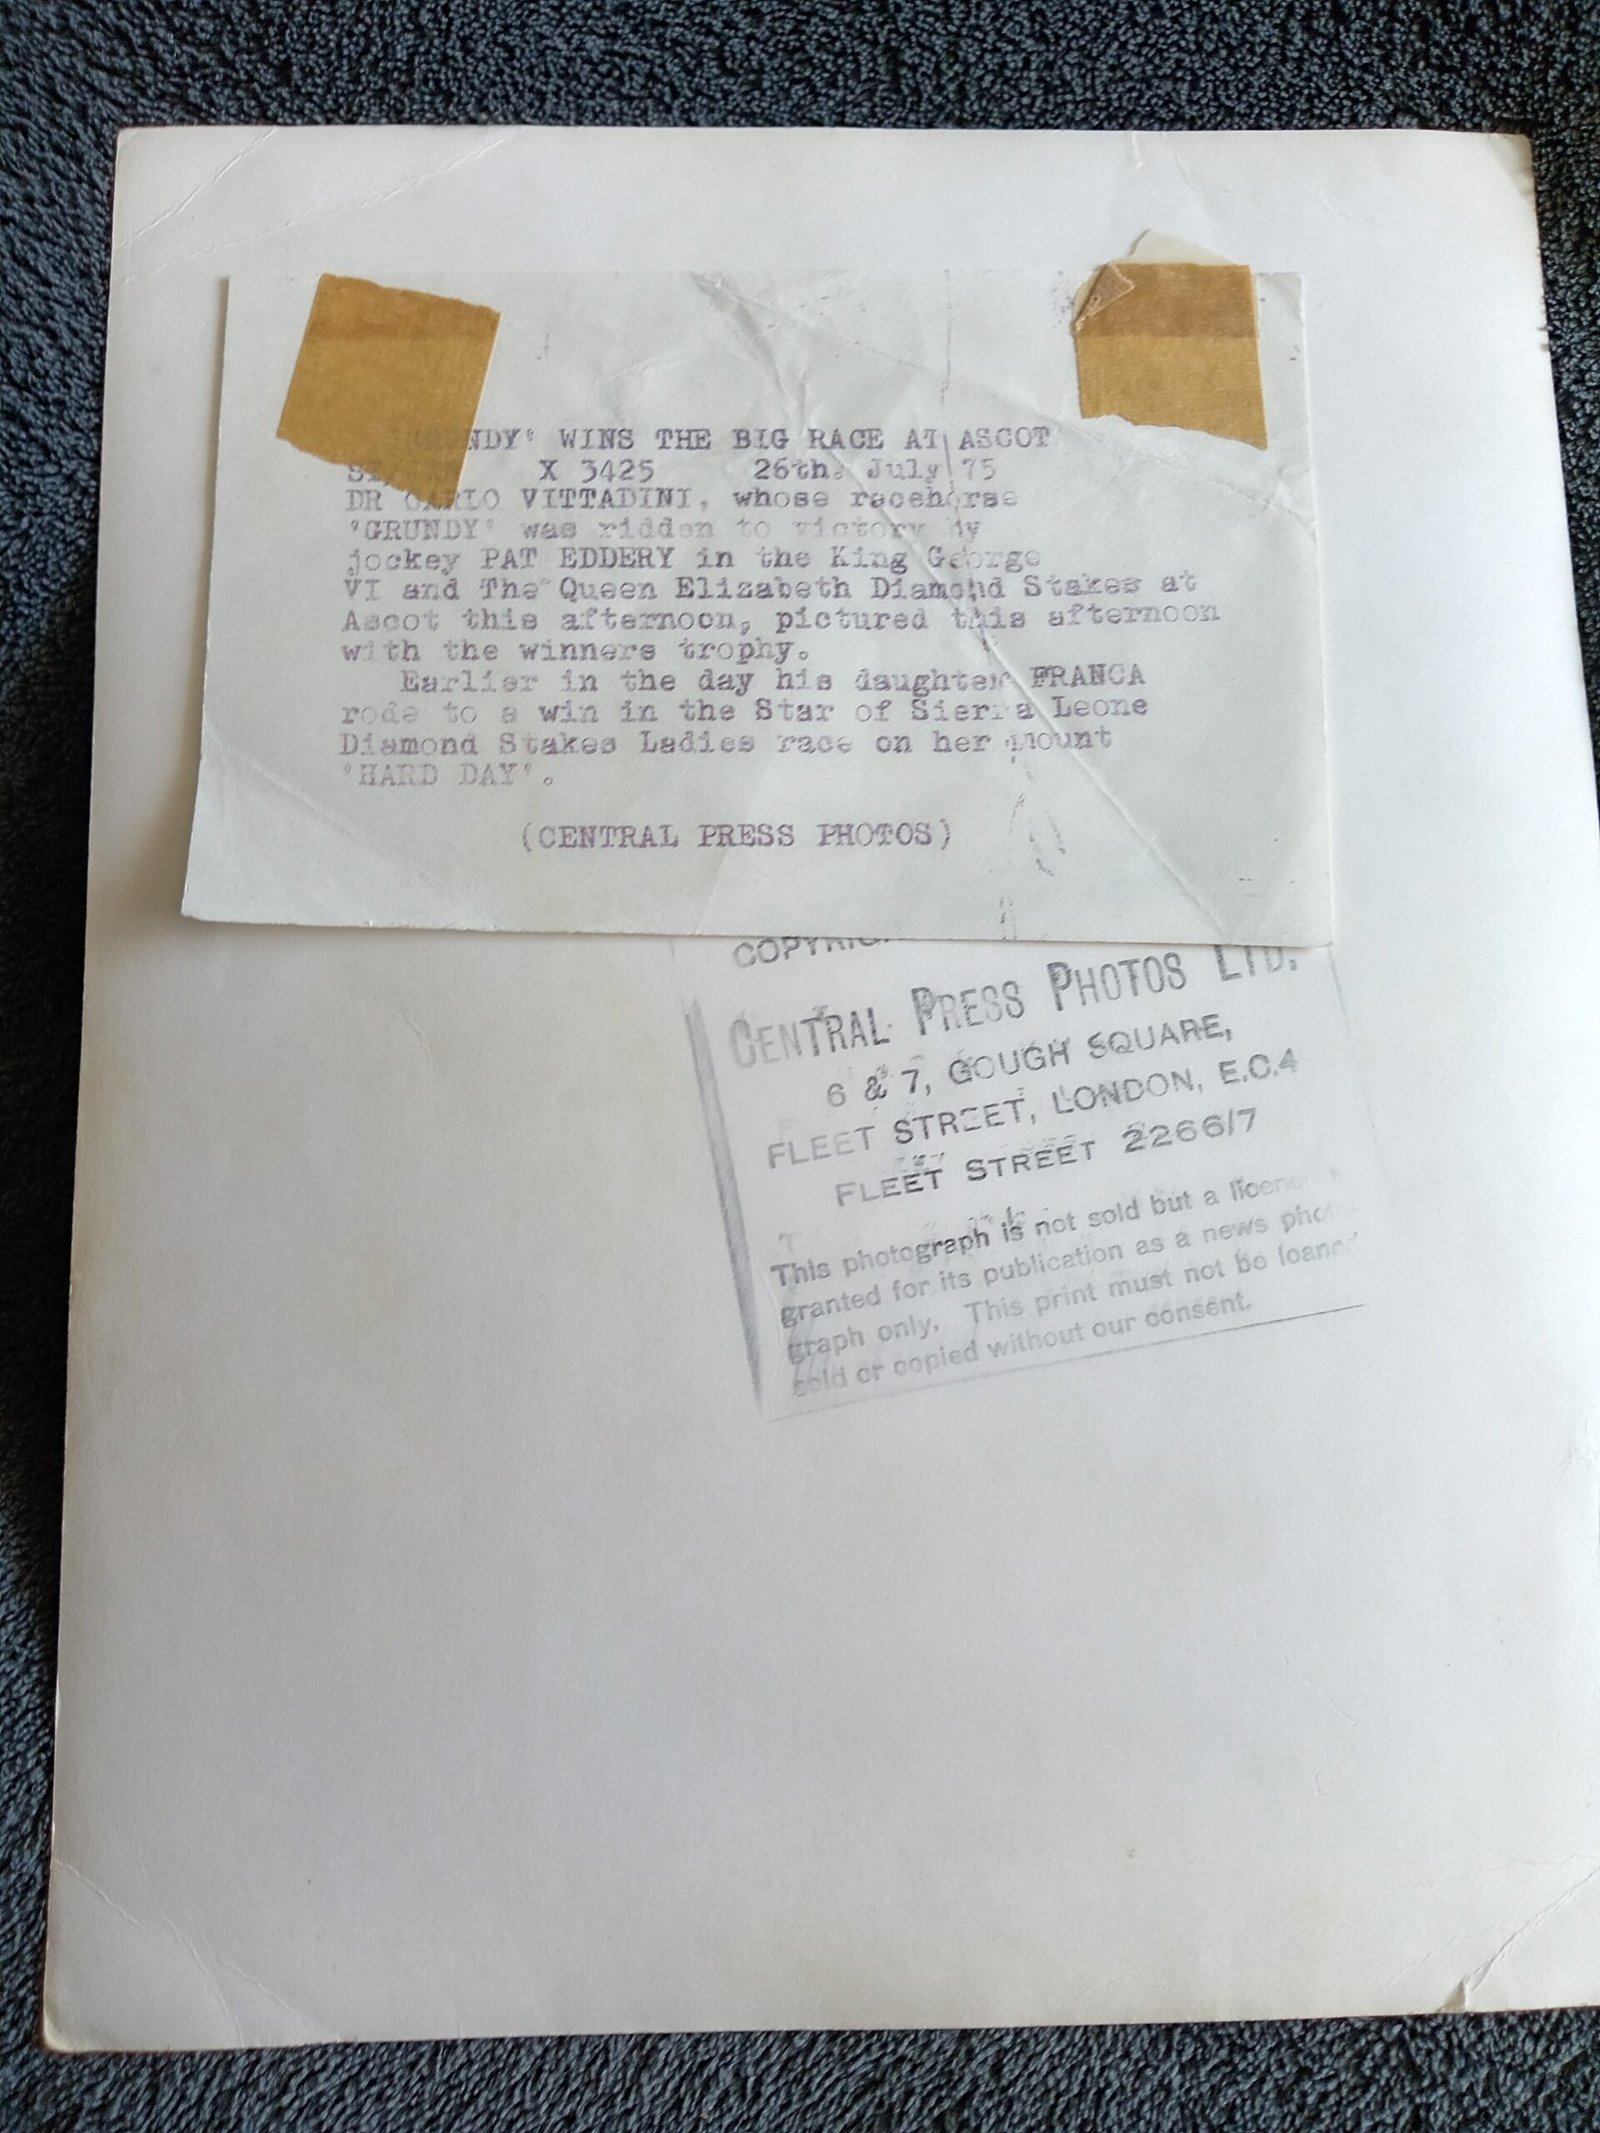 'GRUNDY' WINS THE BIG RACE AT ASCOT
X 3425 26th. July 75
DR CARLO VITTADINI, whose racehorse
'GRUNDY' was ridden to victory by
jockey PAT EDDERY in the King George
VI and The Queen Elizabeth Diamond Stakes at
Ascot this afternoon, pictured this afternoon
with the winners trophy.
Earlier in the day his daughter FRANCA
rode to a win in the Star of Sierra Leone
Diamond Stakes Ladies race on her mount
'HARD DAY'.
(CENTRAL PRESS PHOTOS)
CENTRAL PRESS PHOTOS LTD.
6 & 7, GOUGH SQUARE,
FLEET STREET, LONDON, E.C.4
FLEET STREET 2266/7
This photograph is not sold but a licence
granted for its publication as a news photo
graph only. This print must not be loaned
sold or copied without our consent.